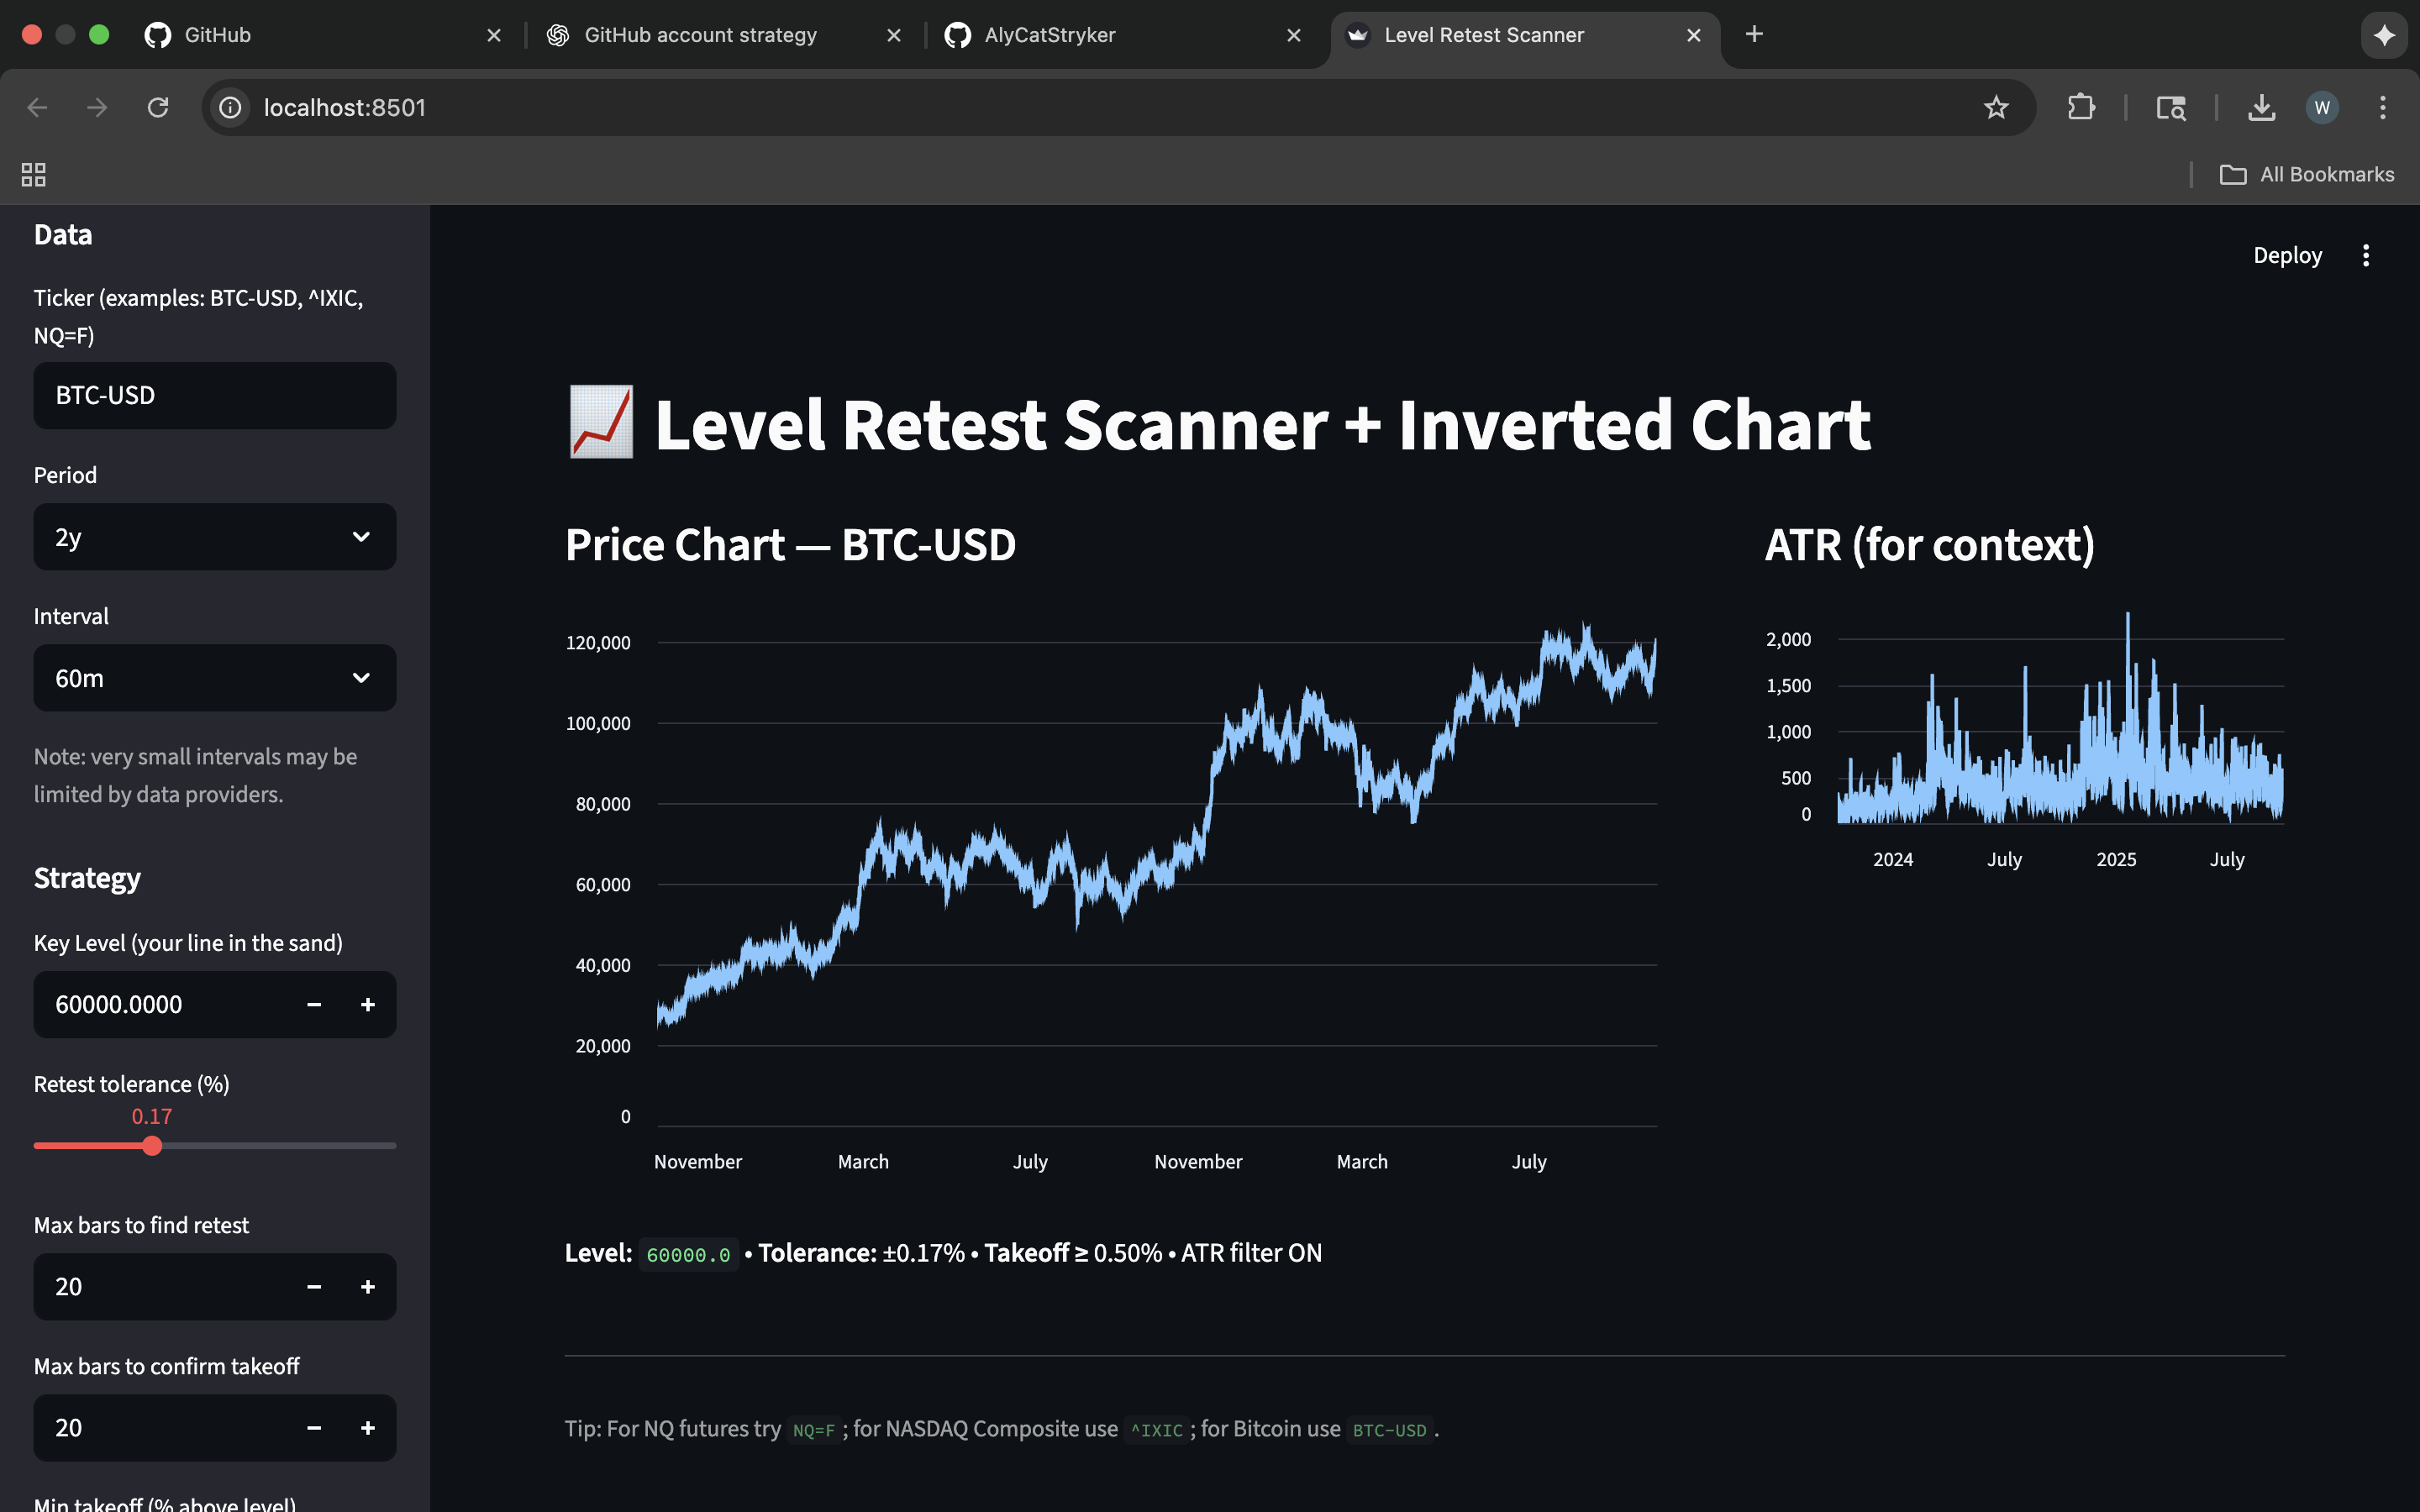 GitHub
GitHub account strategy
AlyCatStryker
Level Retest Scanner
localhost:8501
W
All Bookmarks
Data
Ticker (examples: BTC-USD, ^IXIC,
NQ=F)
BTC-USD
Period
2y
Interval
60m
Note: very small intervals may be
limited by data providers.
Strategy
Key Level (your line in the sand)
60000.0000
Retest tolerance (%)
0.17
Max bars to find retest
20
Max bars to confirm takeoff
20
Min takeoff (% above level)
Deploy
Level Retest Scanner + Inverted Chart
Price Chart — BTC-USD
120,000
100,000
80,000
60,000
40,000
20,000
0
November March July November March July
ATR (for context)
2,000
1,500
1,000
500
0
2024 July 2025 July
Level: 60000.0 • Tolerance: ±0.17% • Takeoff ≥ 0.50% • ATR filter ON
Tip: For NQ futures try NQ=F ; for NASDAQ Composite use ^IXIC ; for Bitcoin use BTC-USD .